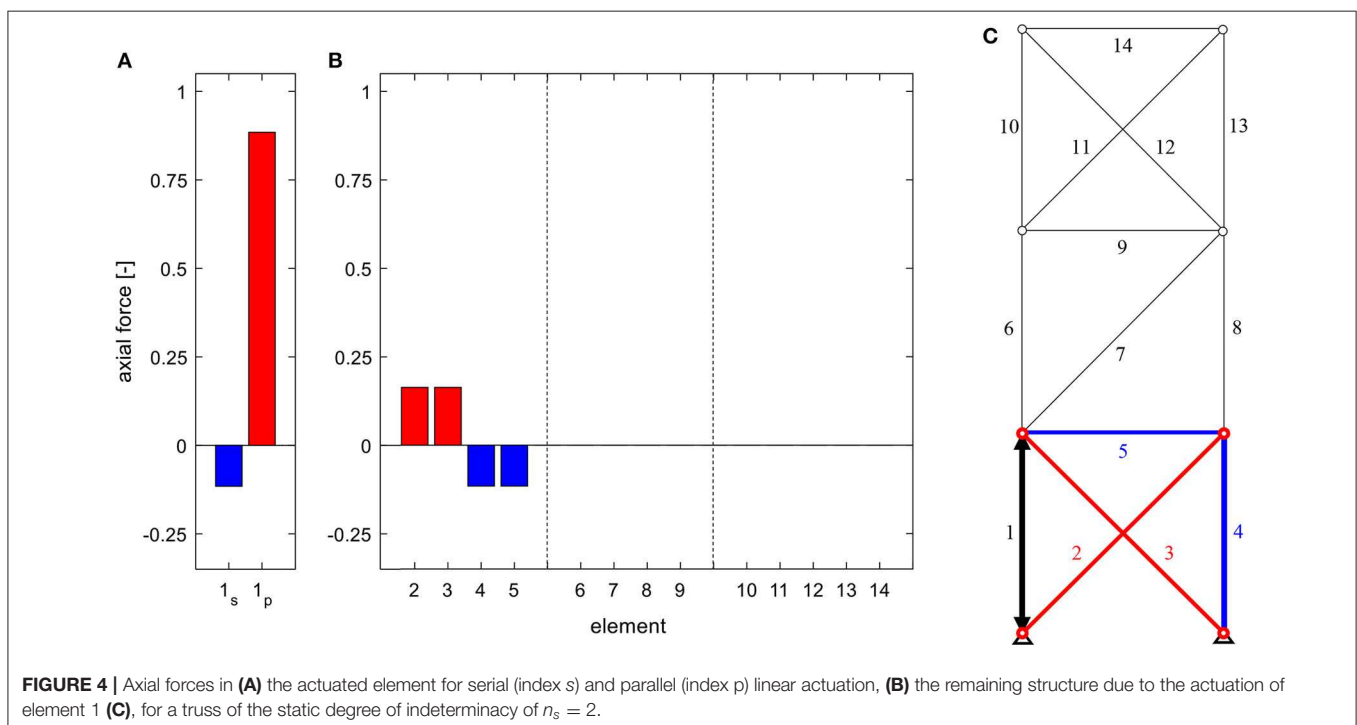 A
B
C
1
0.75
0.5
0.25
0
-0.25
axial force [-]
1s 1p
1
0.75
0.5
0.25
0
-0.25
2 3 4 5 6 7 8 9 10 11 12 13 14
element
14
10
13
11
12
9
6
8
7
5
1
4
2
3
FIGURE 4 | Axial forces in (A) the actuated element for serial (index s) and parallel (index p) linear actuation, (B) the remaining structure due to the actuation of
element 1 (C), for a truss of the static degree of indeterminacy of ns = 2.